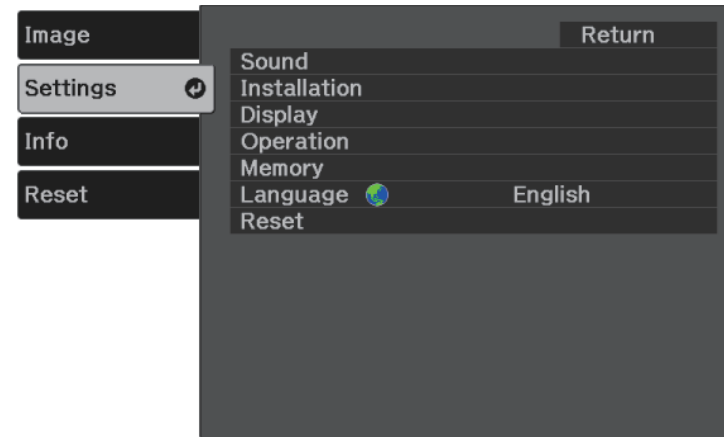 Image
Settings
Info
Reset
Return
Sound
Installation
Display
Operation
Memory
Language English
Reset